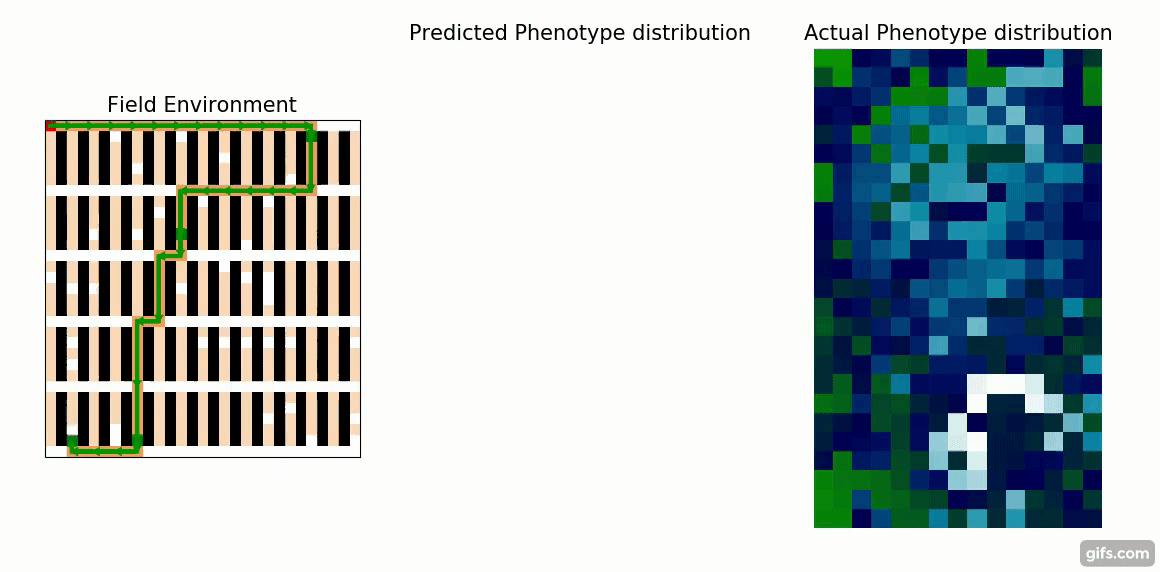 Predicted Phenotype distribution
Actual Phenotype distribution
Field Environment
gifs.com